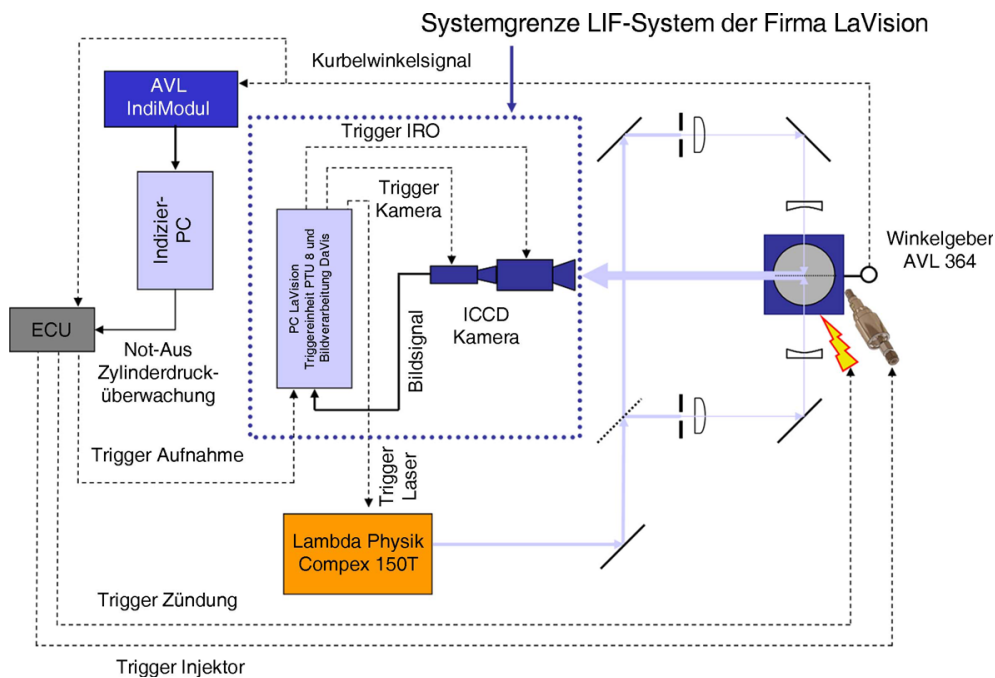 Systemgrenze LIF-System der Firma LaVision
Kurbelwinkelsignal
AVL
IndiModul
Trigger IRO
Trigger
Kamera
Indizier-
PC
PC LaVision
Triggereinheit PTU 8 und
Bildverarbeitung DaVis
Winkelgeber
AVL 364
ECU
ICCD
Kamera
Bildsignal
Not-Aus
Zylinderdruck-
überwachung
Trigger Aufnahme
Trigger
Laser
Lambda Physik
Compex 150T
Trigger Zündung
Trigger Injektor